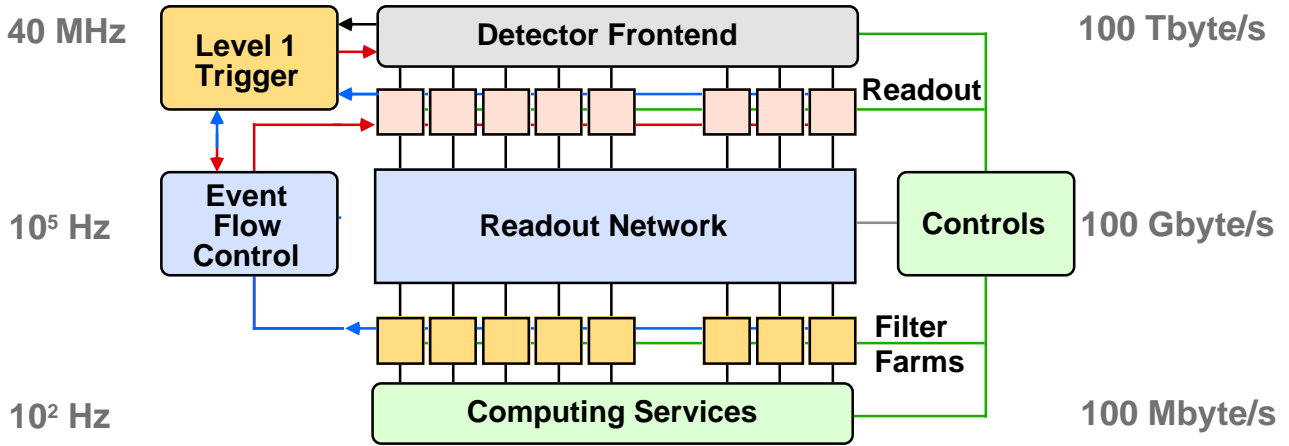 40 MHz
Level 1
Trigger
Detector Frontend
100 Tbyte/s
Readout
10⁵ Hz
Event
Flow
Control
Readout Network
Controls
100 Gbyte/s
Filter
Farms
10² Hz
Computing Services
100 Mbyte/s